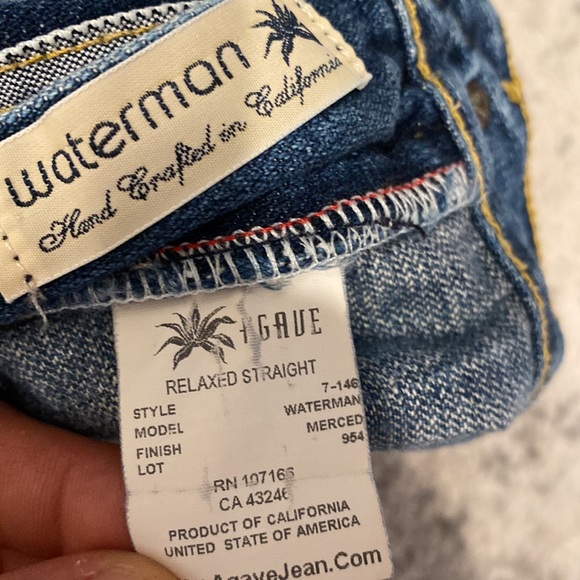 waterman
Hand Crafted in California
AGAVE
RELAXED STRAIGHT
STYLE 7-146
MODEL WATERMAN
FINISH MERCED
LOT 954
RN 107165
CA 43246
PRODUCT OF CALIFORNIA
UNITED STATE OF AMERICA
AgaveJean.Com